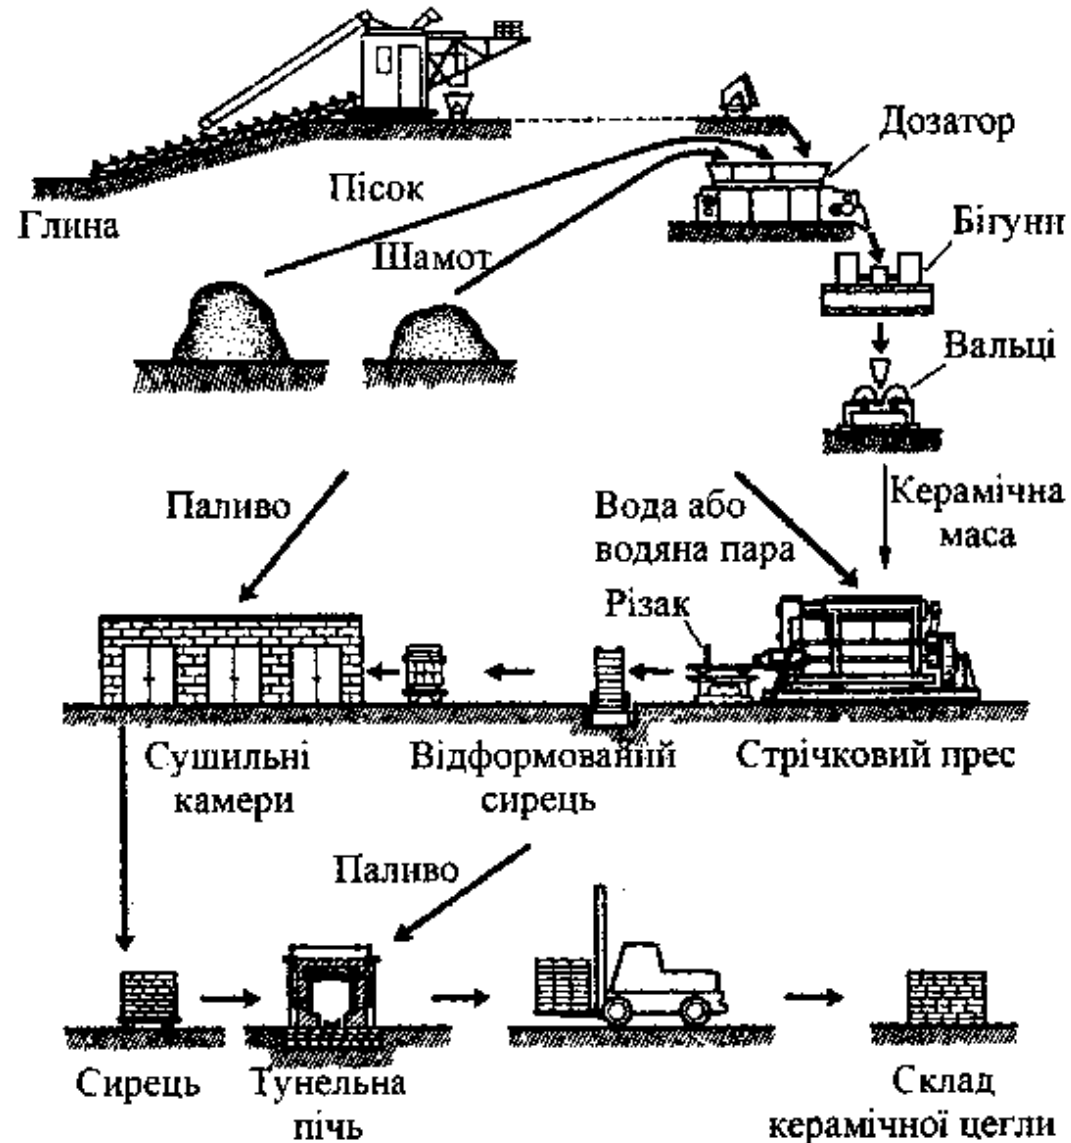 Дозатор
Пісок
Глина
Бігуни
Шамот
Вальці
Паливо
Вода або
водяна пара
Керамічна
маса
Різак
Сушильні
камери
Відформований
сирець
Стрічковий прес
Паливо
Сирець
Тунельна
пічь
Склад
керамічної цегли